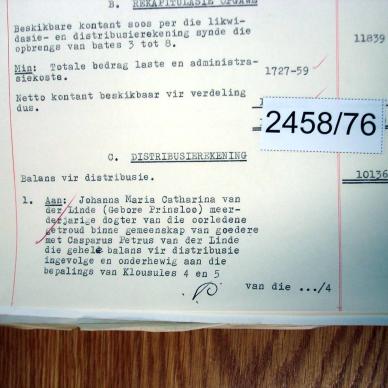 B. REKAPITULASIE OPGAWE
Beskikbare kontant soos per die likwi-
dasie- en distribusierekening synde die
opbrengs van bates 3 tot 8. 11839
Min: Totale bedrag laste en administra-
siekoste. 1727-59
Netto kontant beskikbaar vir verdeling
dus.
2458/76
C. DISTRIBUSIEREKENING
Balans vir distribusie. 10136
1. Aan: Johanna Maria Catharina van
der Linde (Gebore Prinsloo) meer-
derjarige dogter van die oorledene
getroud binne gemeenskap van goedere
met Casparus Petrus van der Linde
die gehele balans vir distribusie
ingevolge en onderhewig aan die
bepalings van Klousules 4 en 5
van die .../4